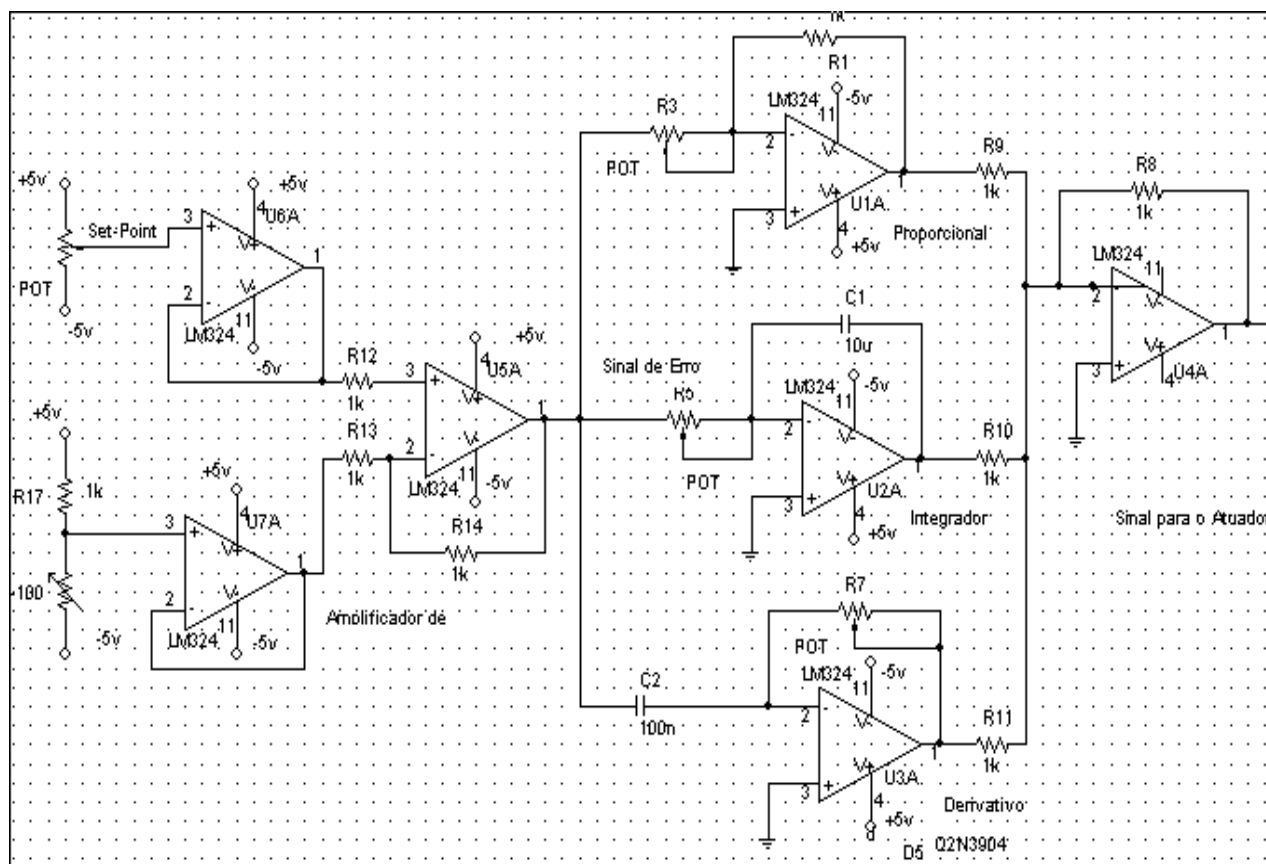 R1
LM324
11
-5v
R3
POT
2
-
V-
3
+
V+
1
4
U1A.
+5v
Proporcional
R9
1k
+5v
Set-Point
POT
-5v
+5v
4
U6A
3
+
V+
1
2
-
V-
11
LM324
-5v
R12
1k
R13
1k
+5v
4
U5A
3
+
V+
1
2
-
V-
11
LM324
-5v
R14
1k
+5v
R17
1k
-100
-5v
+5v
4
U7A
3
+
V+
1
2
-
V-
11
LM324
-5v
Amolificador de
Sinal de Erro
R5
POT
C1
10u
LM324
-5v
11
2
-
V-
3
+
V+
1
4
U2A.
+5v
Integrador
R10
1k
R8
1k
LM324
11
2
-
V-
3
+
V+
1
4
U4A
Sinal para o Atuador
C2
100n
R7
POT
LM324
-5v
11
2
-
V-
3
+
V+
1
4
U3A.
+5v
Derivativo
R11
1k
D5
Q2N3904